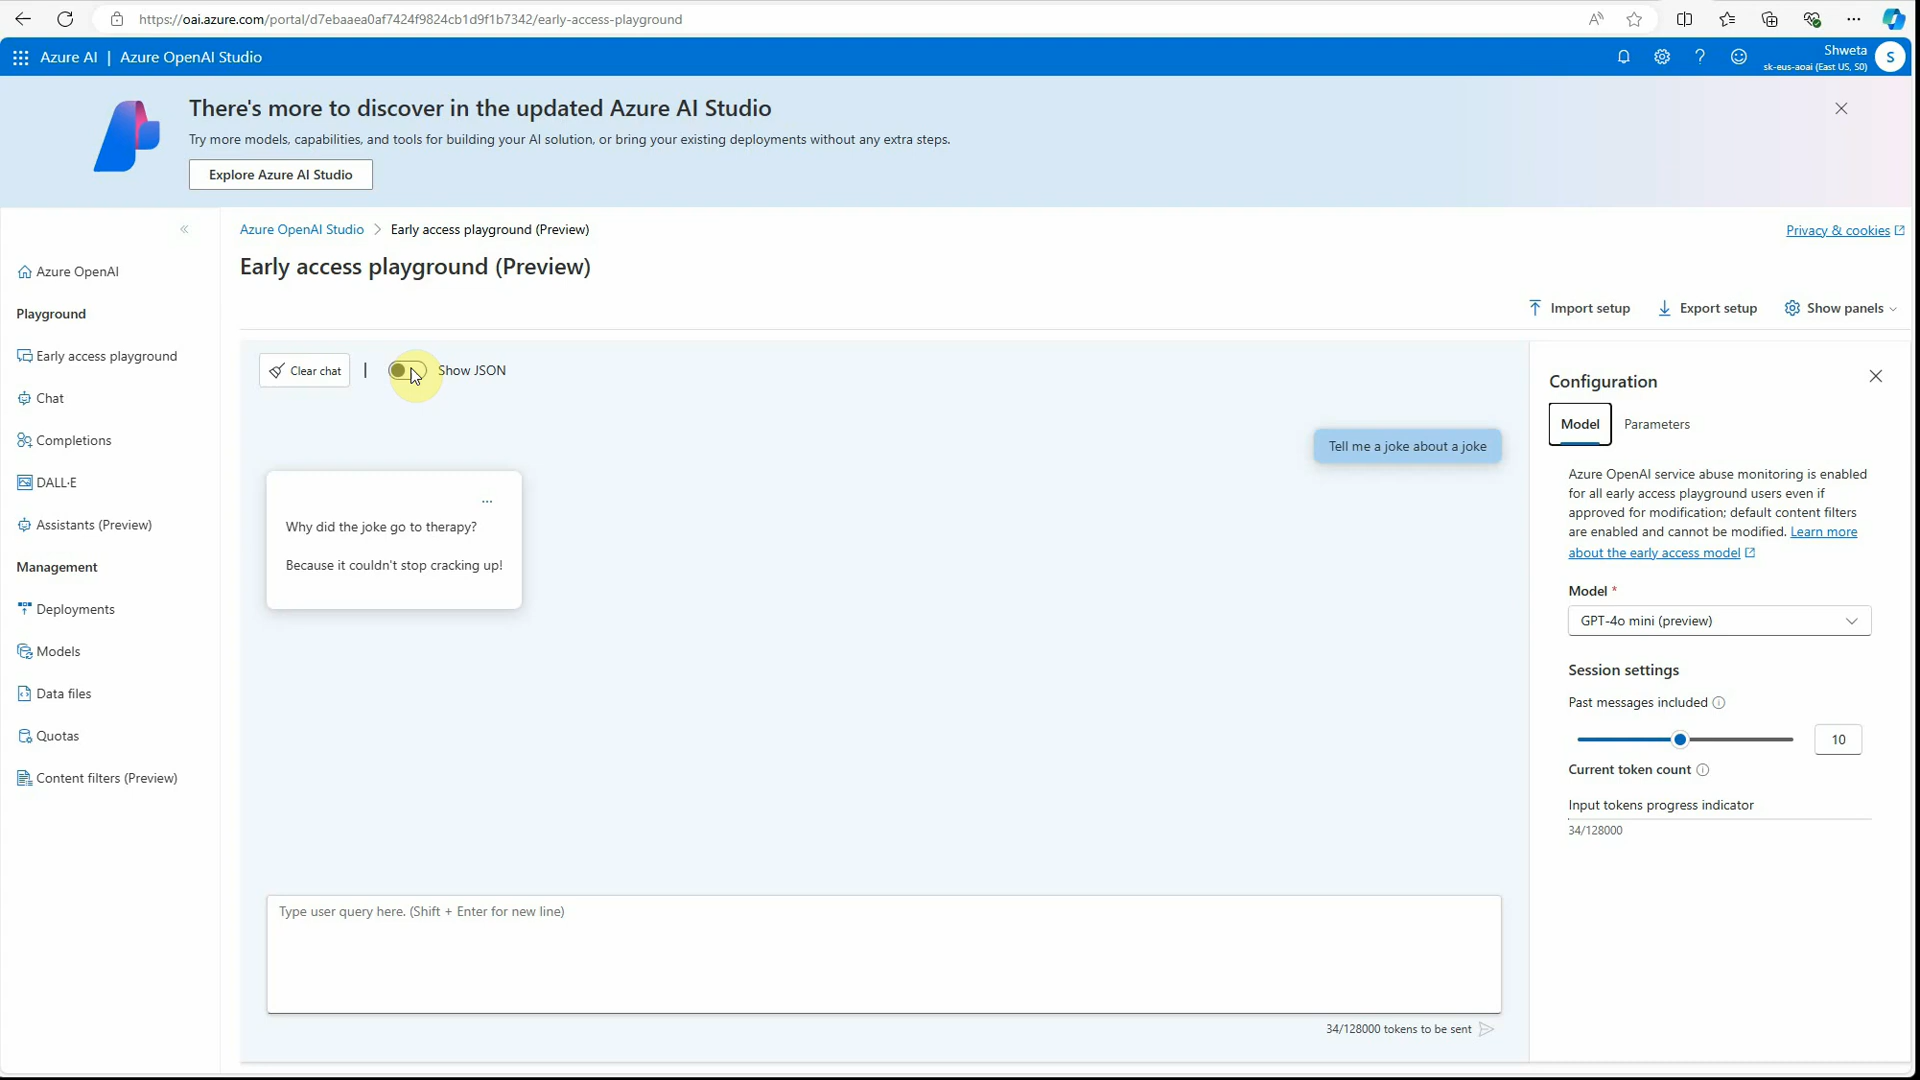 https://oai.azure.com/portal/d7ebaaea0af7424f9824cb1d9f1b7342/early-access-playground
Azure AI | Azure OpenAI Studio
Shweta
sk-eus-aoai (East US, S0)
S
There's more to discover in the updated Azure AI Studio
Try more models, capabilities, and tools for building your AI solution, or bring your existing deployments without any extra steps.
Explore Azure AI Studio
Azure OpenAI Studio > Early access playground (Preview)
Privacy & cookies
Early access playground (Preview)
Import setup
Export setup
Show panels
Azure OpenAI
Playground
Early access playground
Chat
Completions
DALL·E
Assistants (Preview)
Management
Deployments
Models
Data files
Quotas
Content filters (Preview)
Clear chat | Show JSON
Tell me a joke about a joke
...
Why did the joke go to therapy?
Because it couldn't stop cracking up!
Type user query here. (Shift + Enter for new line)
34/128000 tokens to be sent
Configuration
Model
Parameters
Azure OpenAI service abuse monitoring is enabled
for all early access playground users even if
approved for modification; default content filters
are enabled and cannot be modified. Learn more
about the early access model
Model *
GPT-4o mini (preview)
Session settings
Past messages included
10
Current token count
Input tokens progress indicator
34/128000